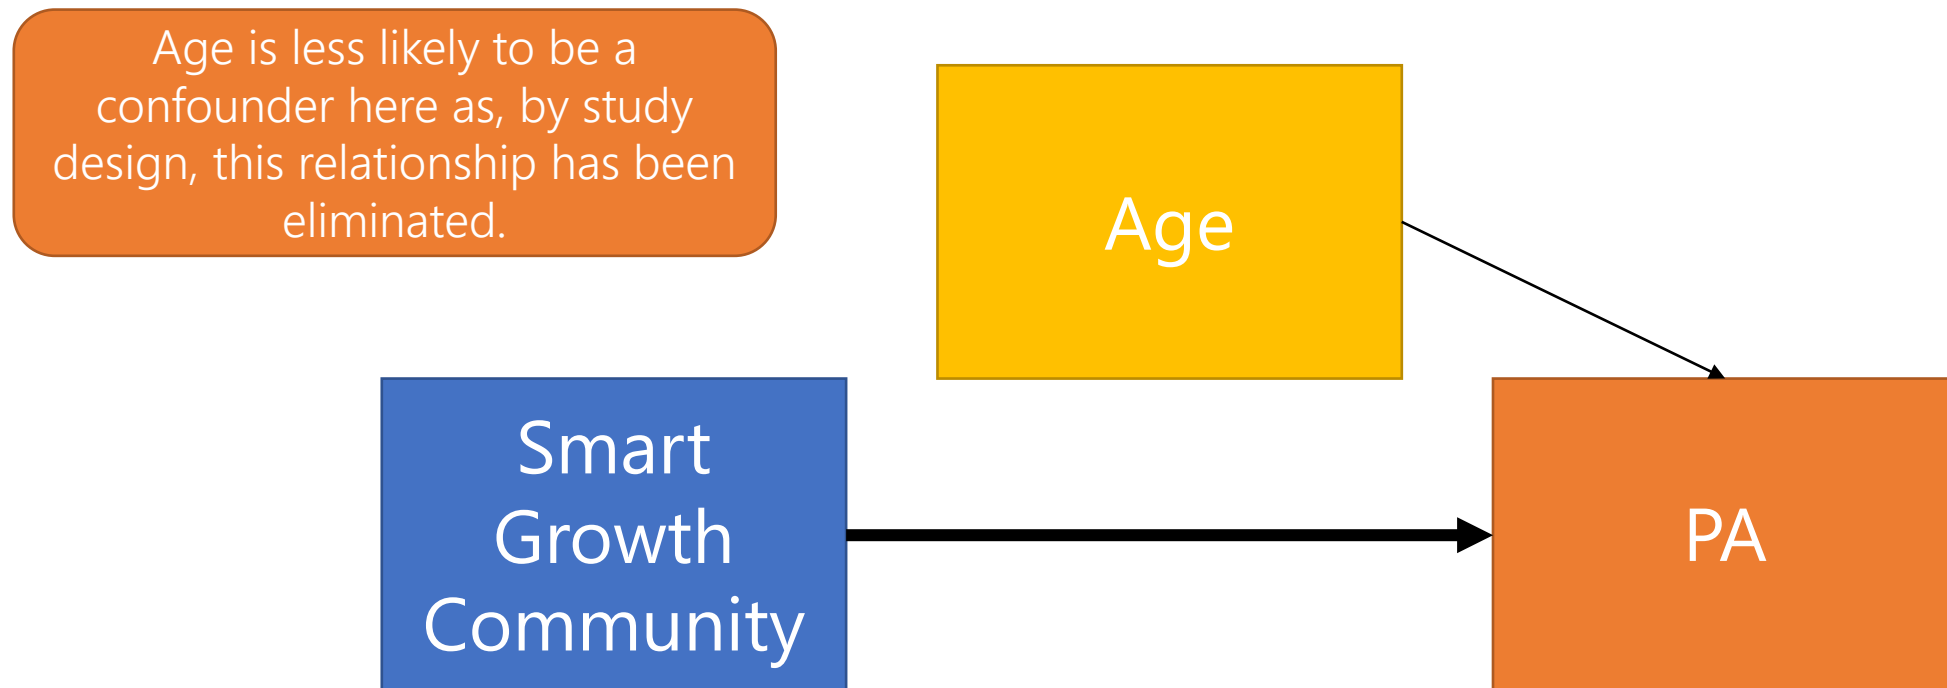 Age is less likely to be a
confounder here as, by study
design, this relationship has been
eliminated.
Age
Smart
Growth
Community
PA